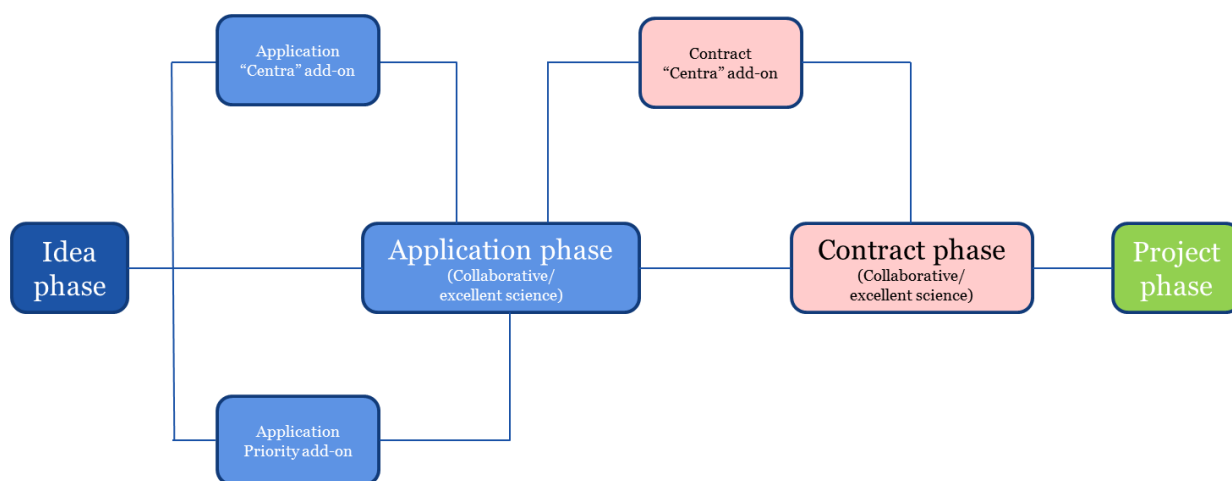 Application
“Centra” add-on
Contract
“Centra” add-on
Idea
phase
Application phase
(Collaborative/
excellent science)
Contract phase
(Collaborative/
excellent science)
Project
phase
Application
Priority add-on